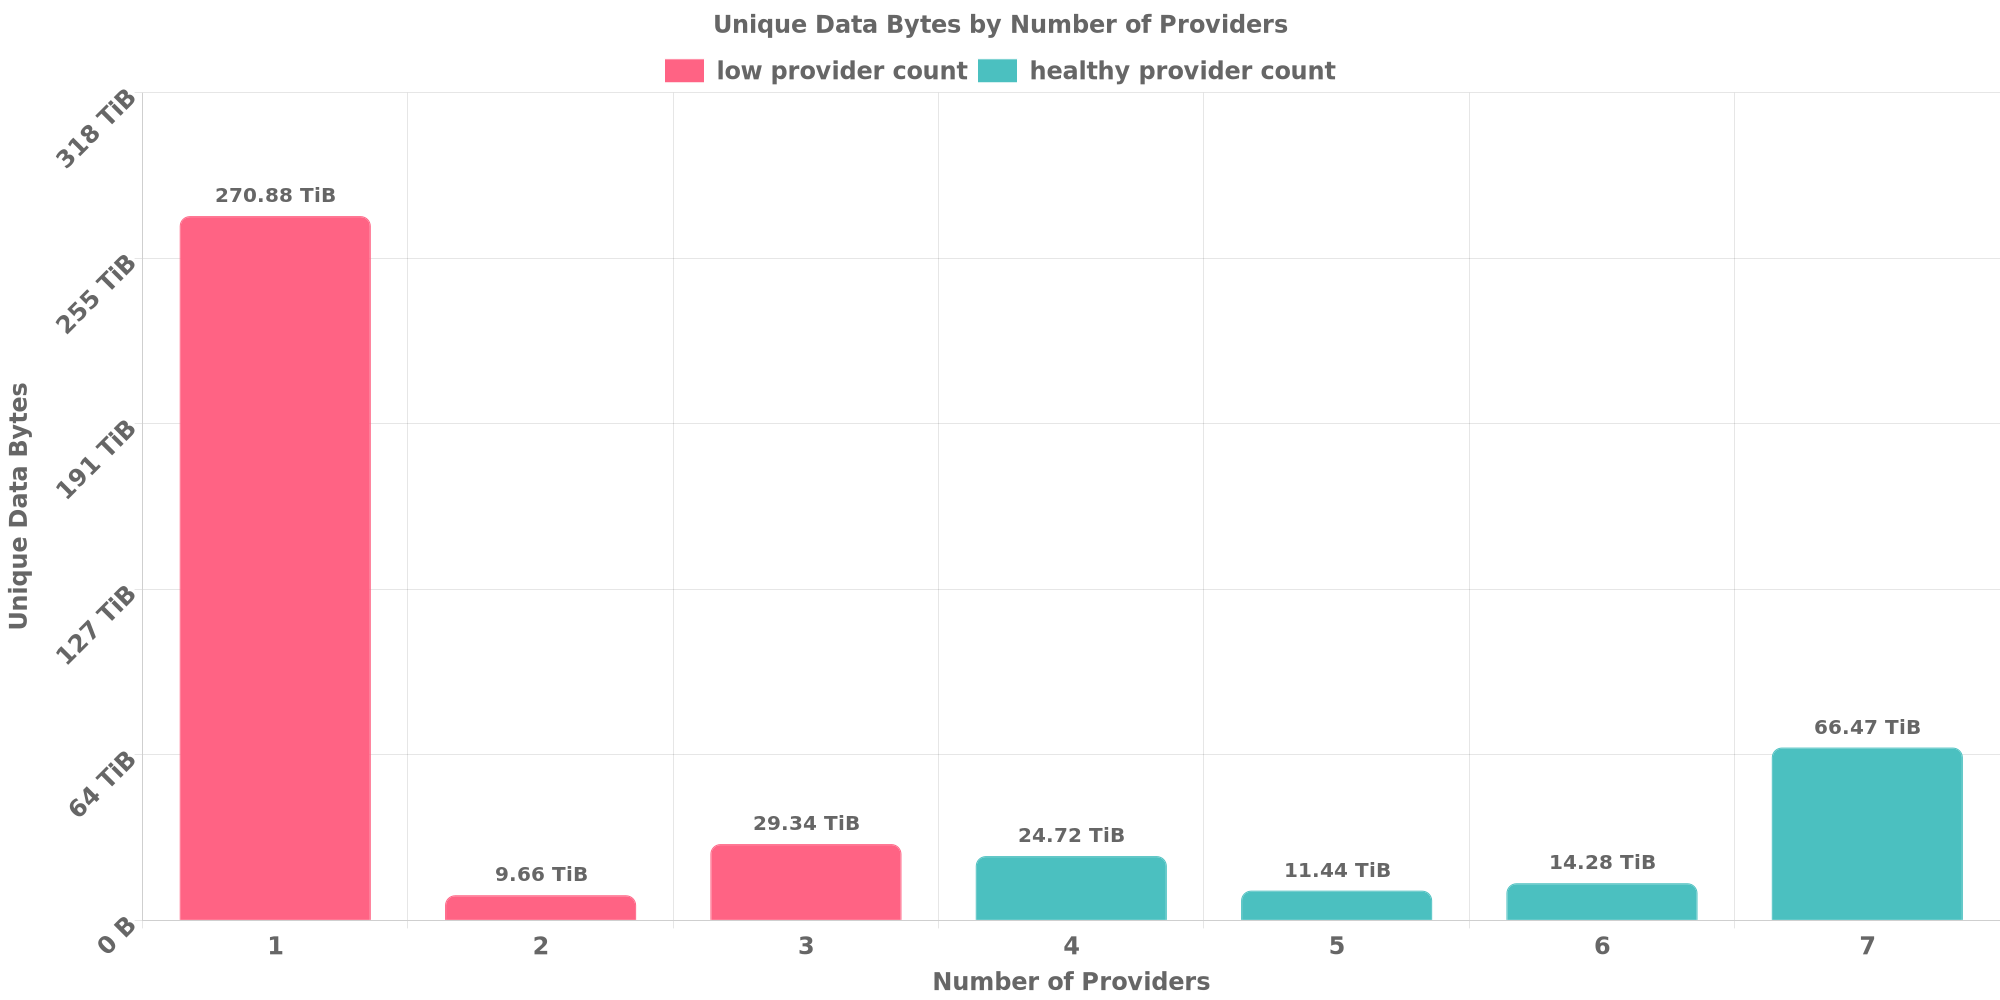 Unique Data Bytes by Number of Providers
low provider count healthy provider count
318 TiB
255 TiB
191 TiB
127 TiB
64 TiB
0 B
Unique Data Bytes
270.88 TiB
9.66 TiB
29.34 TiB
24.72 TiB
11.44 TiB
14.28 TiB
66.47 TiB
1 2 3 4 5 6 7
Number of Providers